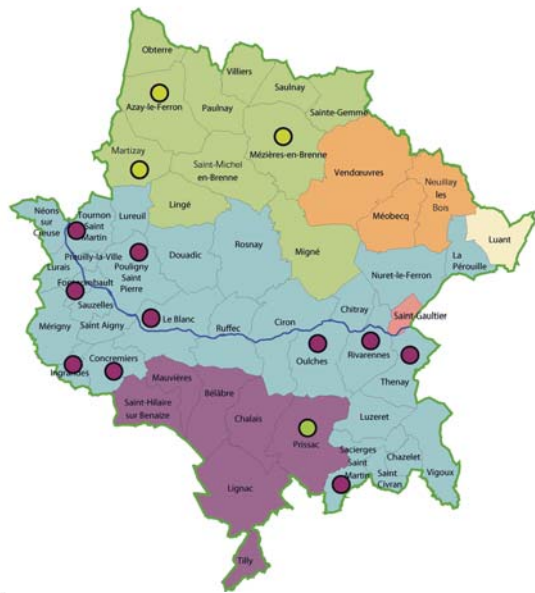 Obterre
Villiers
Saulnay
Azay-le-Ferron
Paulnay
Sainte-Gemme
Martizay
Saint-Michel
en-Brenne
Mézières-en-Brenne
Vendœuvres
Neuillay
les
Bois
Lingé
Méobecq
Néons
sur
Creuse
Tournon
Saint
Martin
Lureuil
Rosnay
Migné
Luant
La
Pérouille
Preuilly-la-Ville
Pouligny
Saint
Pierre
Douadic
Nuret-le-Ferron
Lurais
Fontgombault
Sauzelles
Le Blanc
Chitray
Saint-Gaultier
Mérigny
Saint Aigny
Ruffec
Ciron
Oulches
Rivarennes
Ingrandes
Concremiers
Thenay
Mauvières
Saint-Hilaire
sur Benaize
Bélâbre
Chalais
Luzeret
Prissac
Sacierges
Saint
Martin
Chazelet
Saint
Civran
Vigoux
Lignac
Tilly